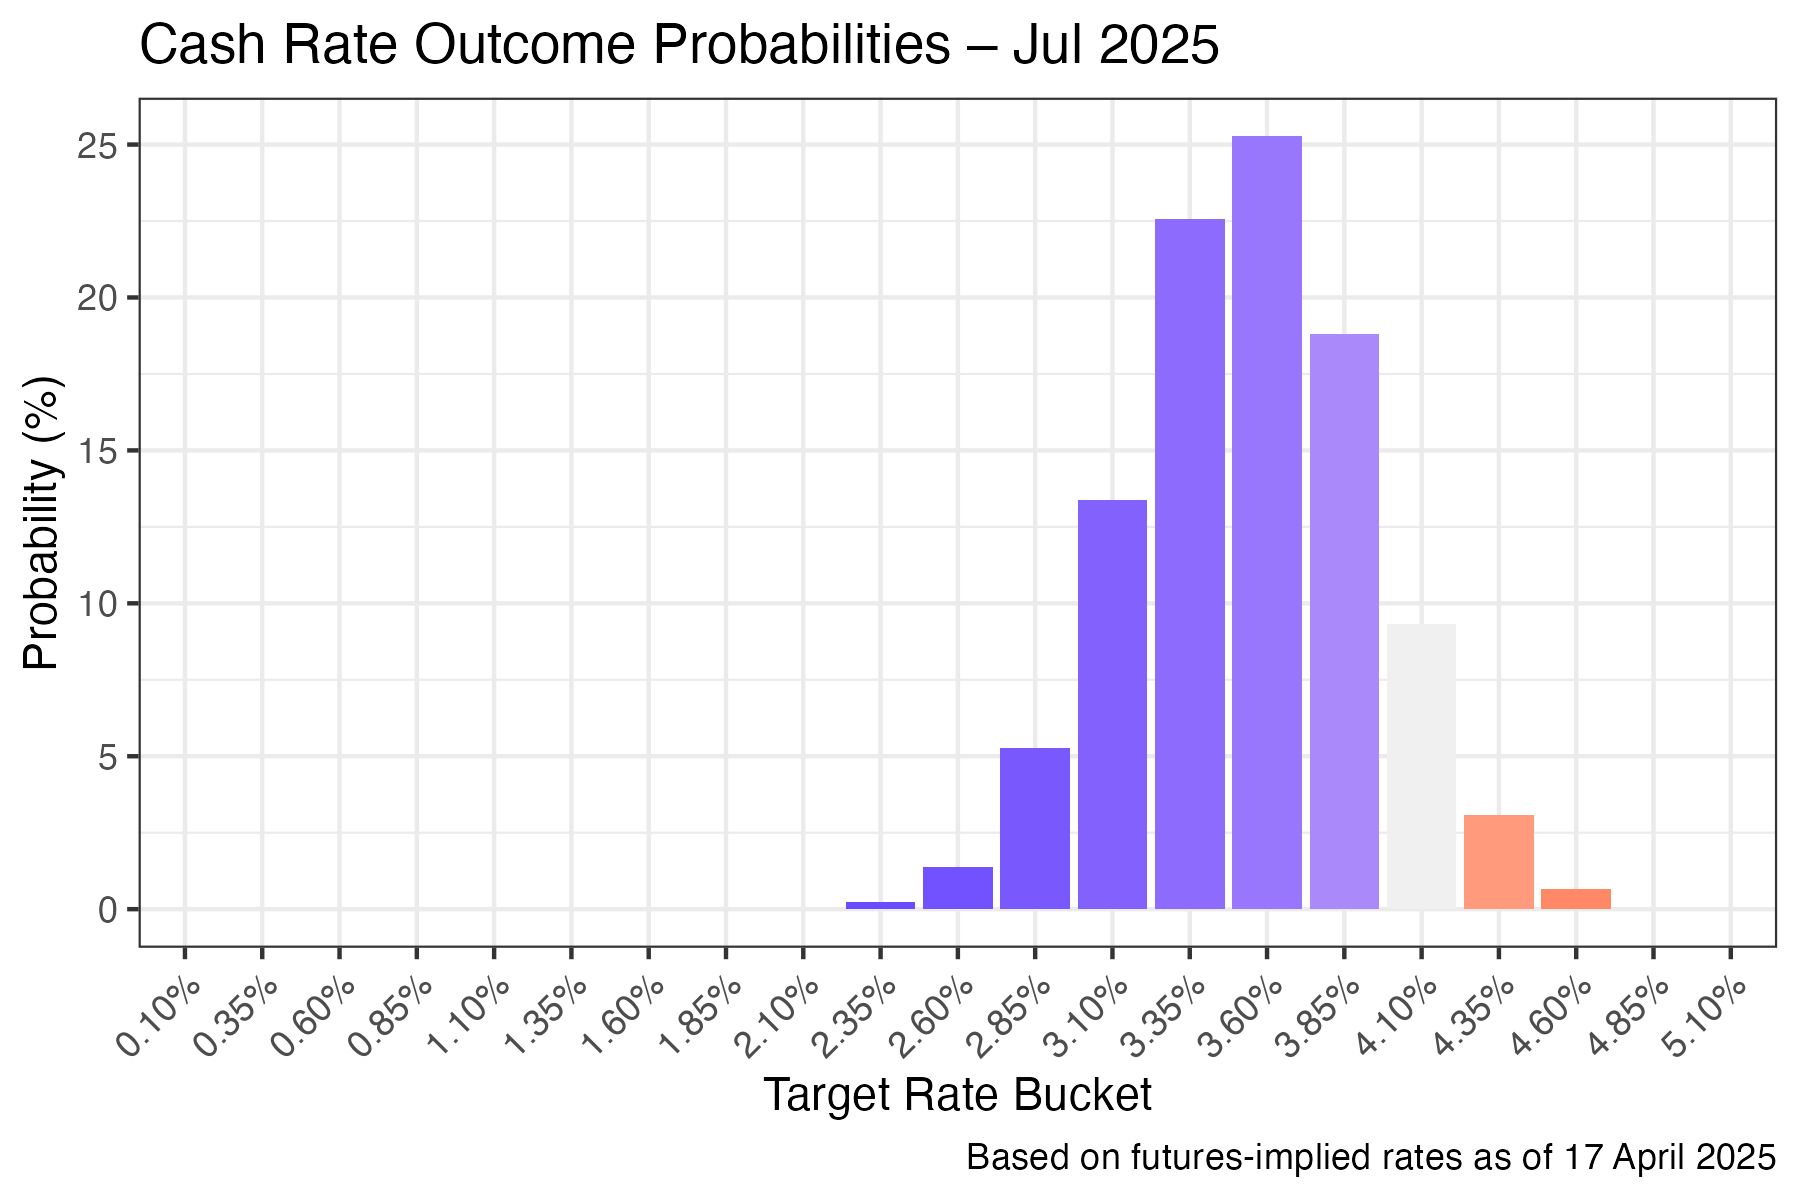 Cash Rate Outcome Probabilities – Jul 2025
Probability (%)
25
20
15
10
5
0
0.10% 0.35% 0.60% 0.85% 1.10% 1.35% 1.60% 1.85% 2.10% 2.35% 2.60% 2.85% 3.10% 3.35% 3.60% 3.85% 4.10% 4.35% 4.60% 4.85% 5.10%
Target Rate Bucket
Based on futures-implied rates as of 17 April 2025